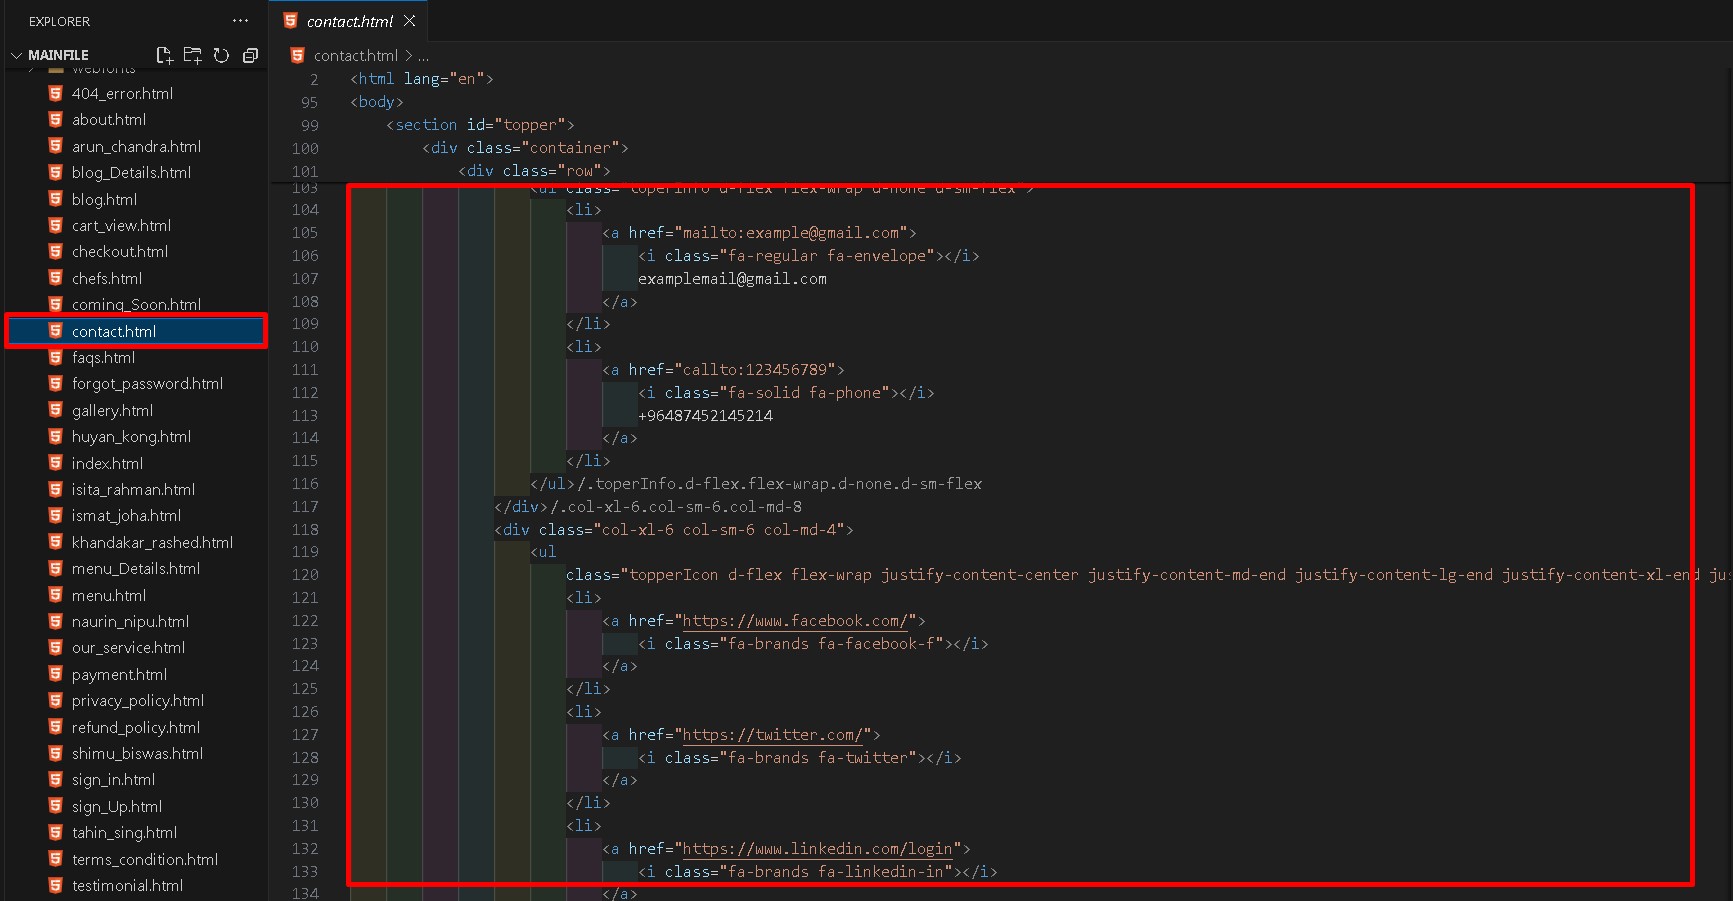 EXPLORER
MAINFILE
webfonts
404_error.html
about.html
arun_chandra.html
blog_Details.html
blog.html
cart_view.html
checkout.html
chefs.html
coming_Soon.html
contact.html
faqs.html
forgot_password.html
gallery.html
huyan_kong.html
index.html
isita_rahman.html
ismat_joha.html
khandakar_rashed.html
menu_Details.html
menu.html
naurin_nipu.html
our_service.html
payment.html
privacy_policy.html
refund_policy.html
shimu_biswas.html
sign_in.html
sign_Up.html
tahin_sing.html
terms_condition.html
testimonial.html
contact.html
contact.html > ...
2 <html lang="en">
95 <body>
99 <section id="topper">
100 <div class="container">
101 <div class="row">
103 <ul class="toperInfo d-flex flex-wrap d-none d-sm-flex">
104 <li>
105 <a href="mailto:example@gmail.com">
106 <i class="fa-regular fa-envelope"></i>
107 examplemail@gmail.com
108 </a>
109 </li>
110 <li>
111 <a href="callto:123456789">
112 <i class="fa-solid fa-phone"></i>
113 +96487452145214
114 </a>
115 </li>
116 </ul>/.toperInfo.d-flex.flex-wrap.d-none.d-sm-flex
117 </div>/.col-xl-6.col-sm-6.col-md-8
118 <div class="col-xl-6 col-sm-6 col-md-4">
119 <ul
120 class="topperIcon d-flex flex-wrap justify-content-center justify-content-md-end justify-content-lg-end justify-content-xl-end jus
121 <li>
122 <a href="https://www.facebook.com/">
123 <i class="fa-brands fa-facebook-f"></i>
124 </a>
125 </li>
126 <li>
127 <a href="https://twitter.com/">
128 <i class="fa-brands fa-twitter"></i>
129 </a>
130 </li>
131 <li>
132 <a href="https://www.linkedin.com/login">
133 <i class="fa-brands fa-linkedin-in"></i>
134 </a>